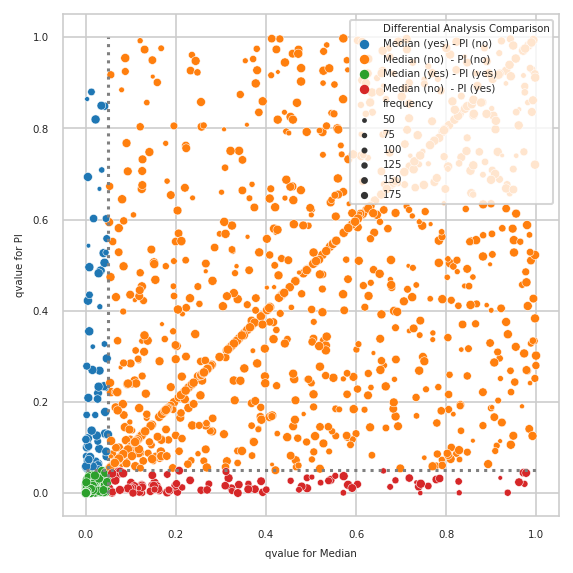 Differential Analysis Comparison
Median (yes) - PI (no)
Median (no)  - PI (no)
Median (yes) - PI (yes)
Median (no)  - PI (yes)
frequency
50
75
100
125
150
175
1.0
0.8
0.6
0.4
0.2
0.0
qvalue for PI
0.0 0.2 0.4 0.6 0.8 1.0
qvalue for Median